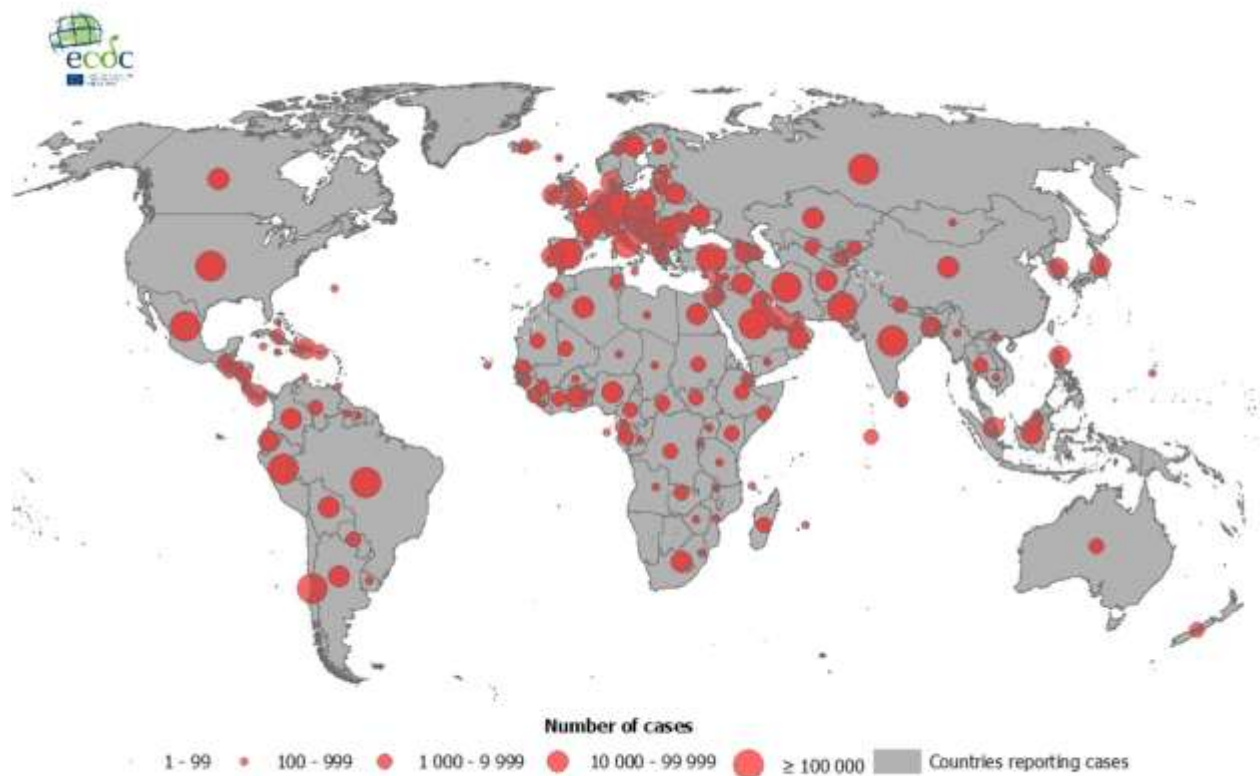 ecdc
Number of cases
1 - 99 100 - 999 1 000 - 9 999 10 000 - 99 999 ≥ 100 000 Countries reporting cases